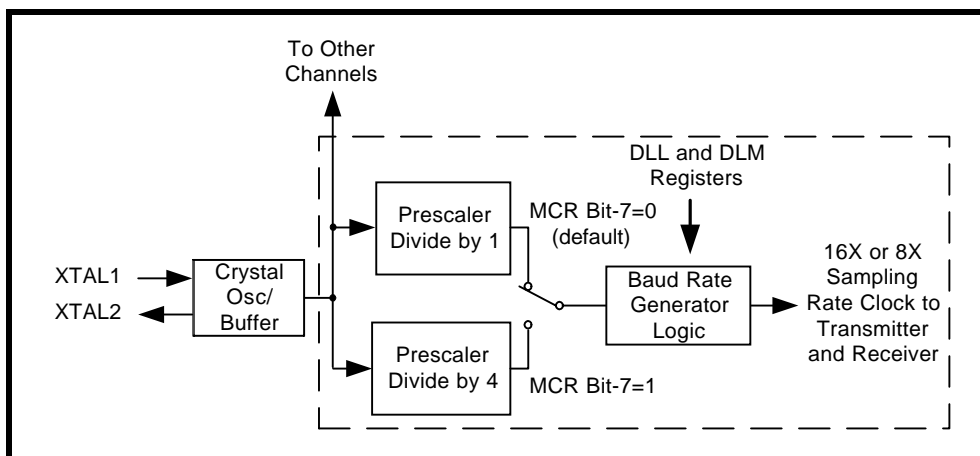 To Other
Channels
DLL and DLM
Registers
Prescaler
Divide by 1
MCR Bit-7=0
(default)
XTAL1
XTAL2
Crystal
Osc/
Buffer
Baud Rate
Generator
Logic
16X or 8X
Sampling
Rate Clock to
Transmitter
and Receiver
Prescaler
Divide by 4
MCR Bit-7=1